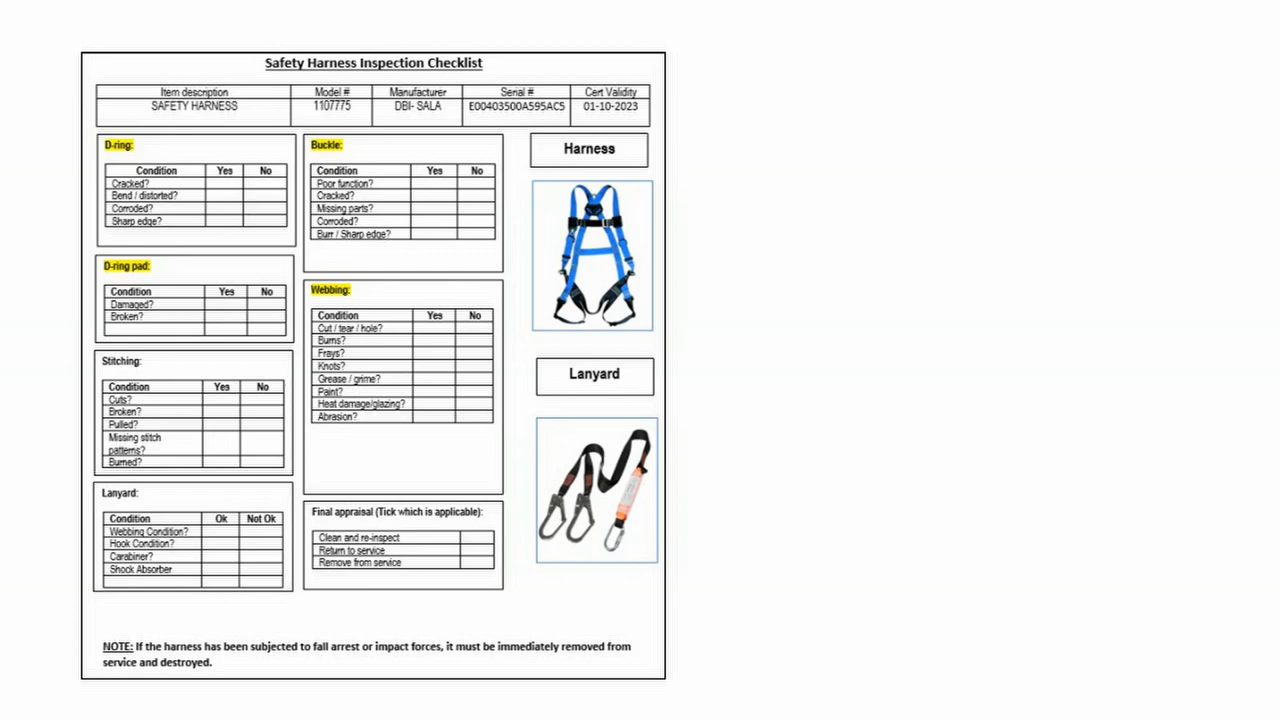 Safety Harness Inspection Checklist
Item description Model # Manufacturer Serial # Cert Validity
SAFETY HARNESS 1107775 DBI- SALA E00403500A595AC5 01-10-2023
D-ring:
Condition Yes No
Cracked?
Bend / distorted?
Corroded?
Sharp edge?
D-ring pad:
Condition Yes No
Damaged?
Broken?
Stitching:
Condition Yes No
Cuts?
Broken?
Pulled?
Missing stitch
patterns?
Burned?
Lanyard:
Condition Ok Not Ok
Webbing Condition?
Hook Condition?
Carabiner?
Shock Absorber
Buckle:
Condition Yes No
Poor function?
Cracked?
Missing parts?
Corroded?
Burr / Sharp edge?
Webbing:
Condition Yes No
Cut / tear / hole?
Burns?
Frays?
Knots?
Grease / grime?
Paint?
Heat damage/glazing?
Abrasion?
Final appraisal (Tick which is applicable):
Clean and re-inspect
Return to service
Remove from service
Harness
Lanyard
NOTE: If the harness has been subjected to fall arrest or impact forces, it must be immediately removed from
service and destroyed.